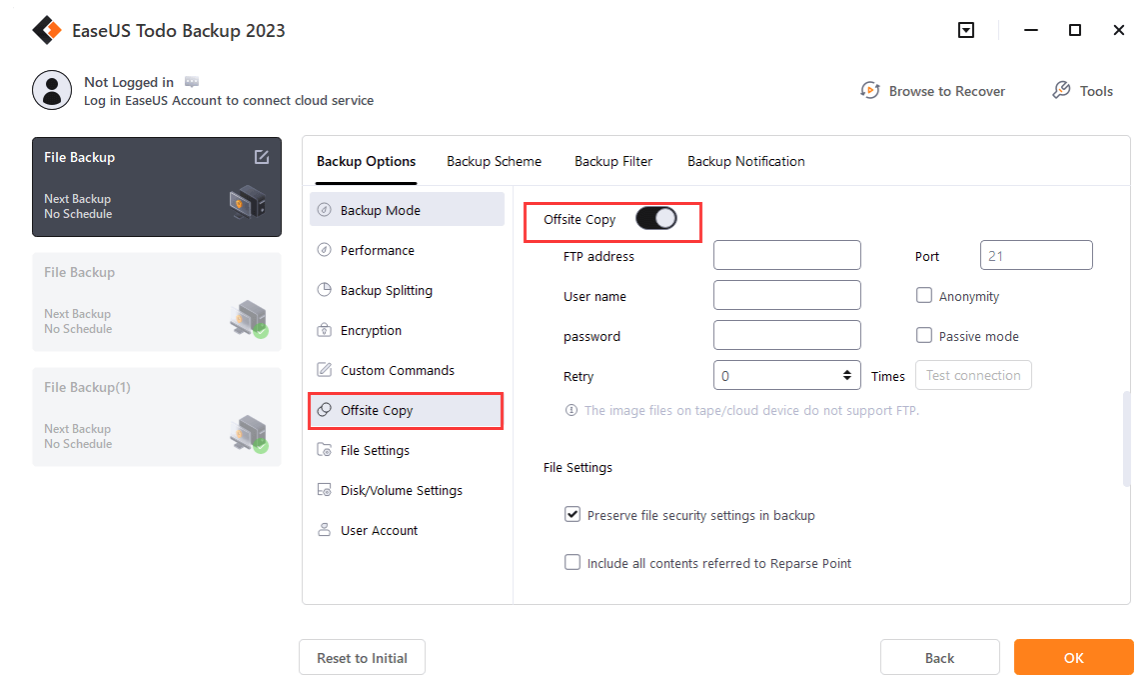 EaseUS Todo Backup 2023
Not Logged in
Log in EaseUS Account to connect cloud service
Browse to Recover
Tools
File Backup
Next Backup
No Schedule
File Backup
Next Backup
No Schedule
File Backup(1)
Next Backup
No Schedule
Backup Options
Backup Scheme
Backup Filter
Backup Notification
Backup Mode
Performance
Backup Splitting
Encryption
Custom Commands
Offsite Copy
File Settings
Disk/Volume Settings
User Account
Offsite Copy
FTP address
Port
21
User name
Anonymity
password
Passive mode
Retry
0
Times
Test connection
The image files on tape/cloud device do not support FTP.
File Settings
Preserve file security settings in backup
Include all contents referred to Reparse Point
Reset to Initial
Back
OK